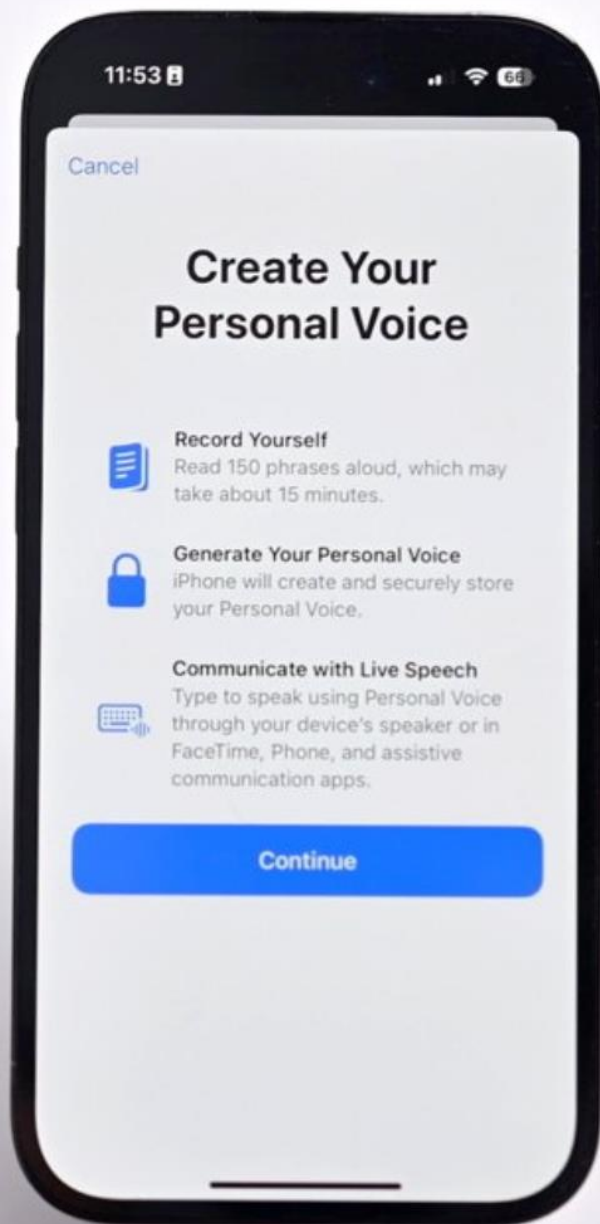 11:53 66
Cancel
Create Your
Personal Voice
Record Yourself
Read 150 phrases aloud, which may
take about 15 minutes.
Generate Your Personal Voice
iPhone will create and securely store
your Personal Voice.
Communicate with Live Speech
Type to speak using Personal Voice
through your device's speaker or in
FaceTime, Phone, and assistive
communication apps.
Continue